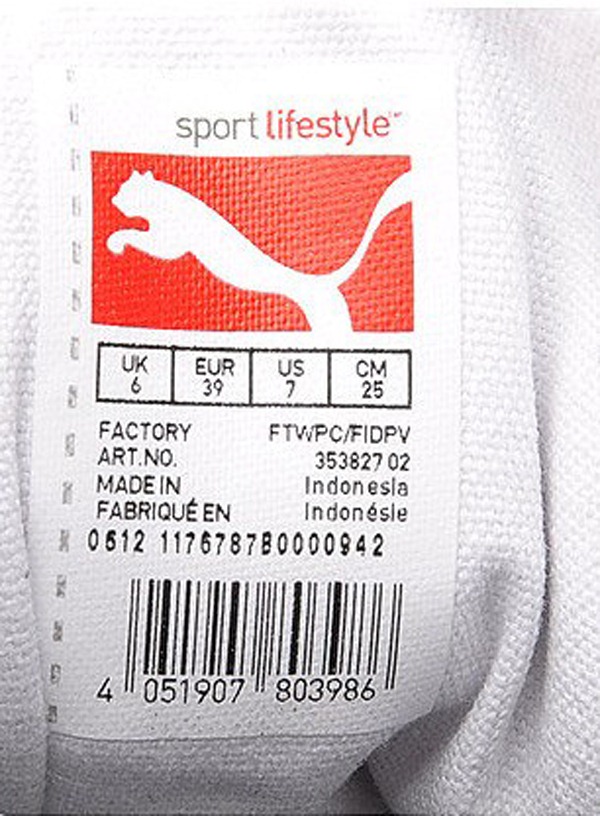 sport lifestyle™
UK EUR US CM
6 39 7 25
FACTORY FTWPC/FIDPV
ART.NO. 353827 02
MADE IN Indonesia
FABRIQUÉ EN Indonésie
0612 1176787B0000942
4 051907 803986